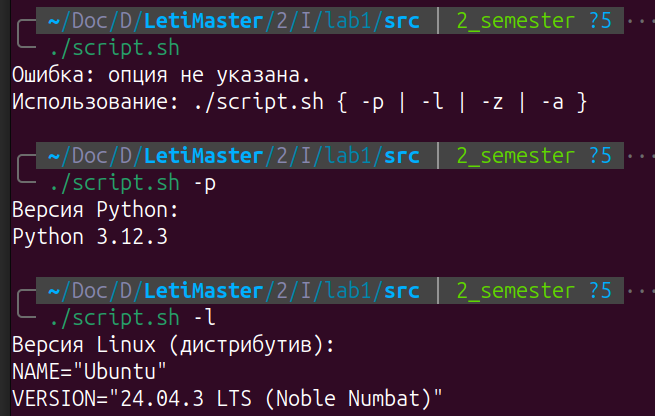 ~/Doc/D/LetiMaster/2/I/lab1/src | 2_semester ?5 ···
./script.sh
Ошибка: опция не указана.
Использование: ./script.sh { -p | -l | -z | -a }
~/Doc/D/LetiMaster/2/I/lab1/src | 2_semester ?5 ···
./script.sh -p
Версия Python:
Python 3.12.3
~/Doc/D/LetiMaster/2/I/lab1/src | 2_semester ?5 ···
./script.sh -l
Версия Linux (дистрибутив):
NAME="Ubuntu"
VERSION="24.04.3 LTS (Noble Numbat)"